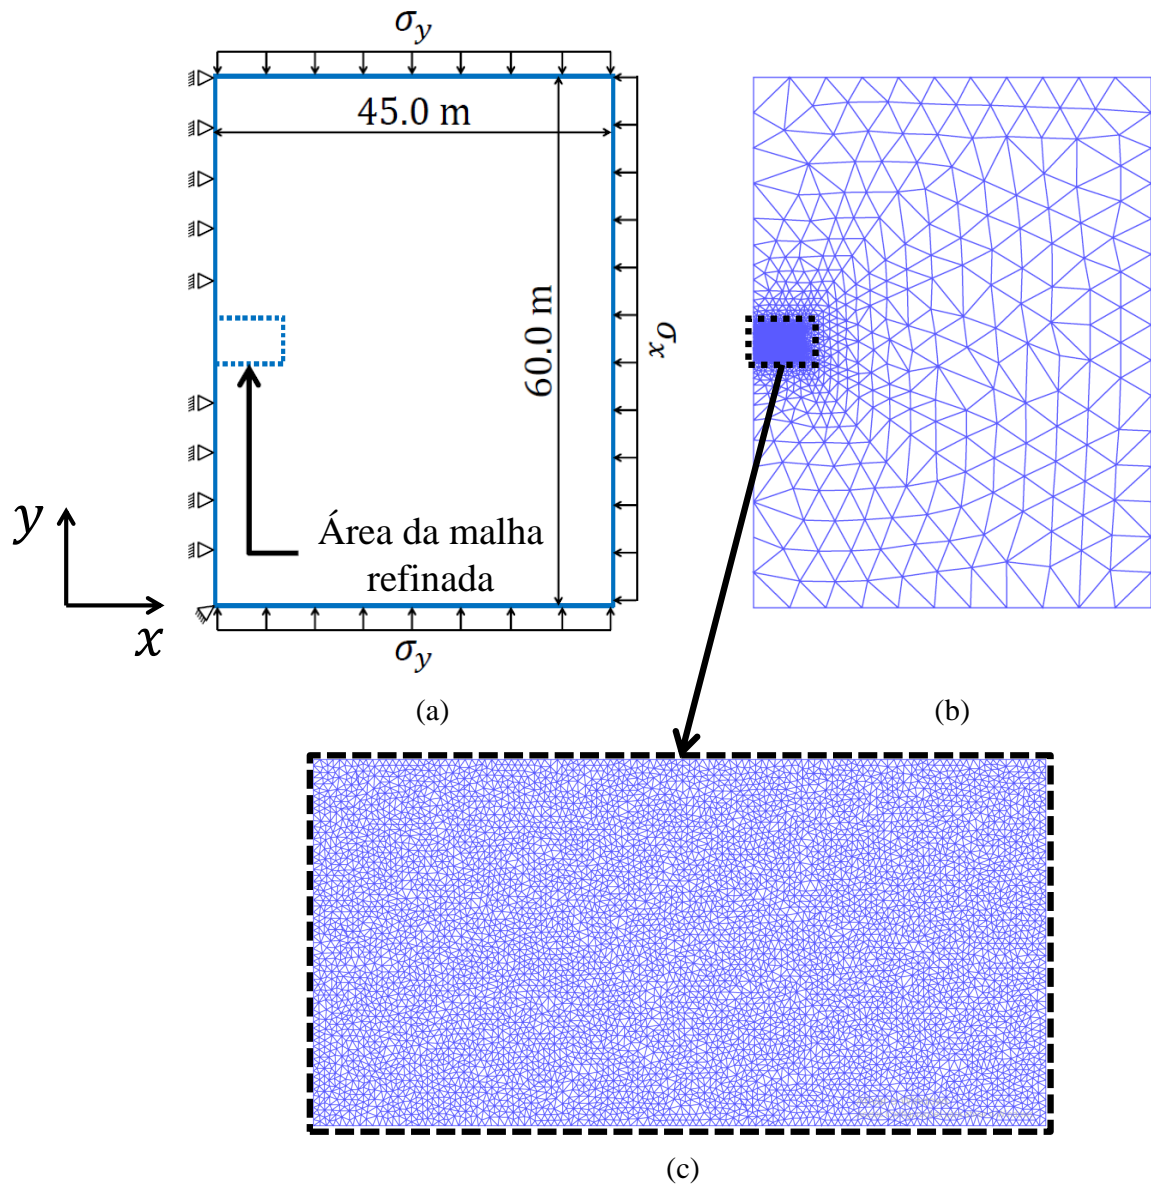 σy
45.0 m
60.0 m
σx
Área da malha
refinada
y
x
σy
(a)
(b)
(c)